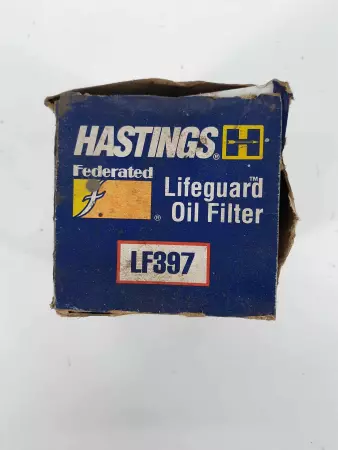 HASTINGS® H®
Federated
®
Lifeguard™
Oil Filter
LF397